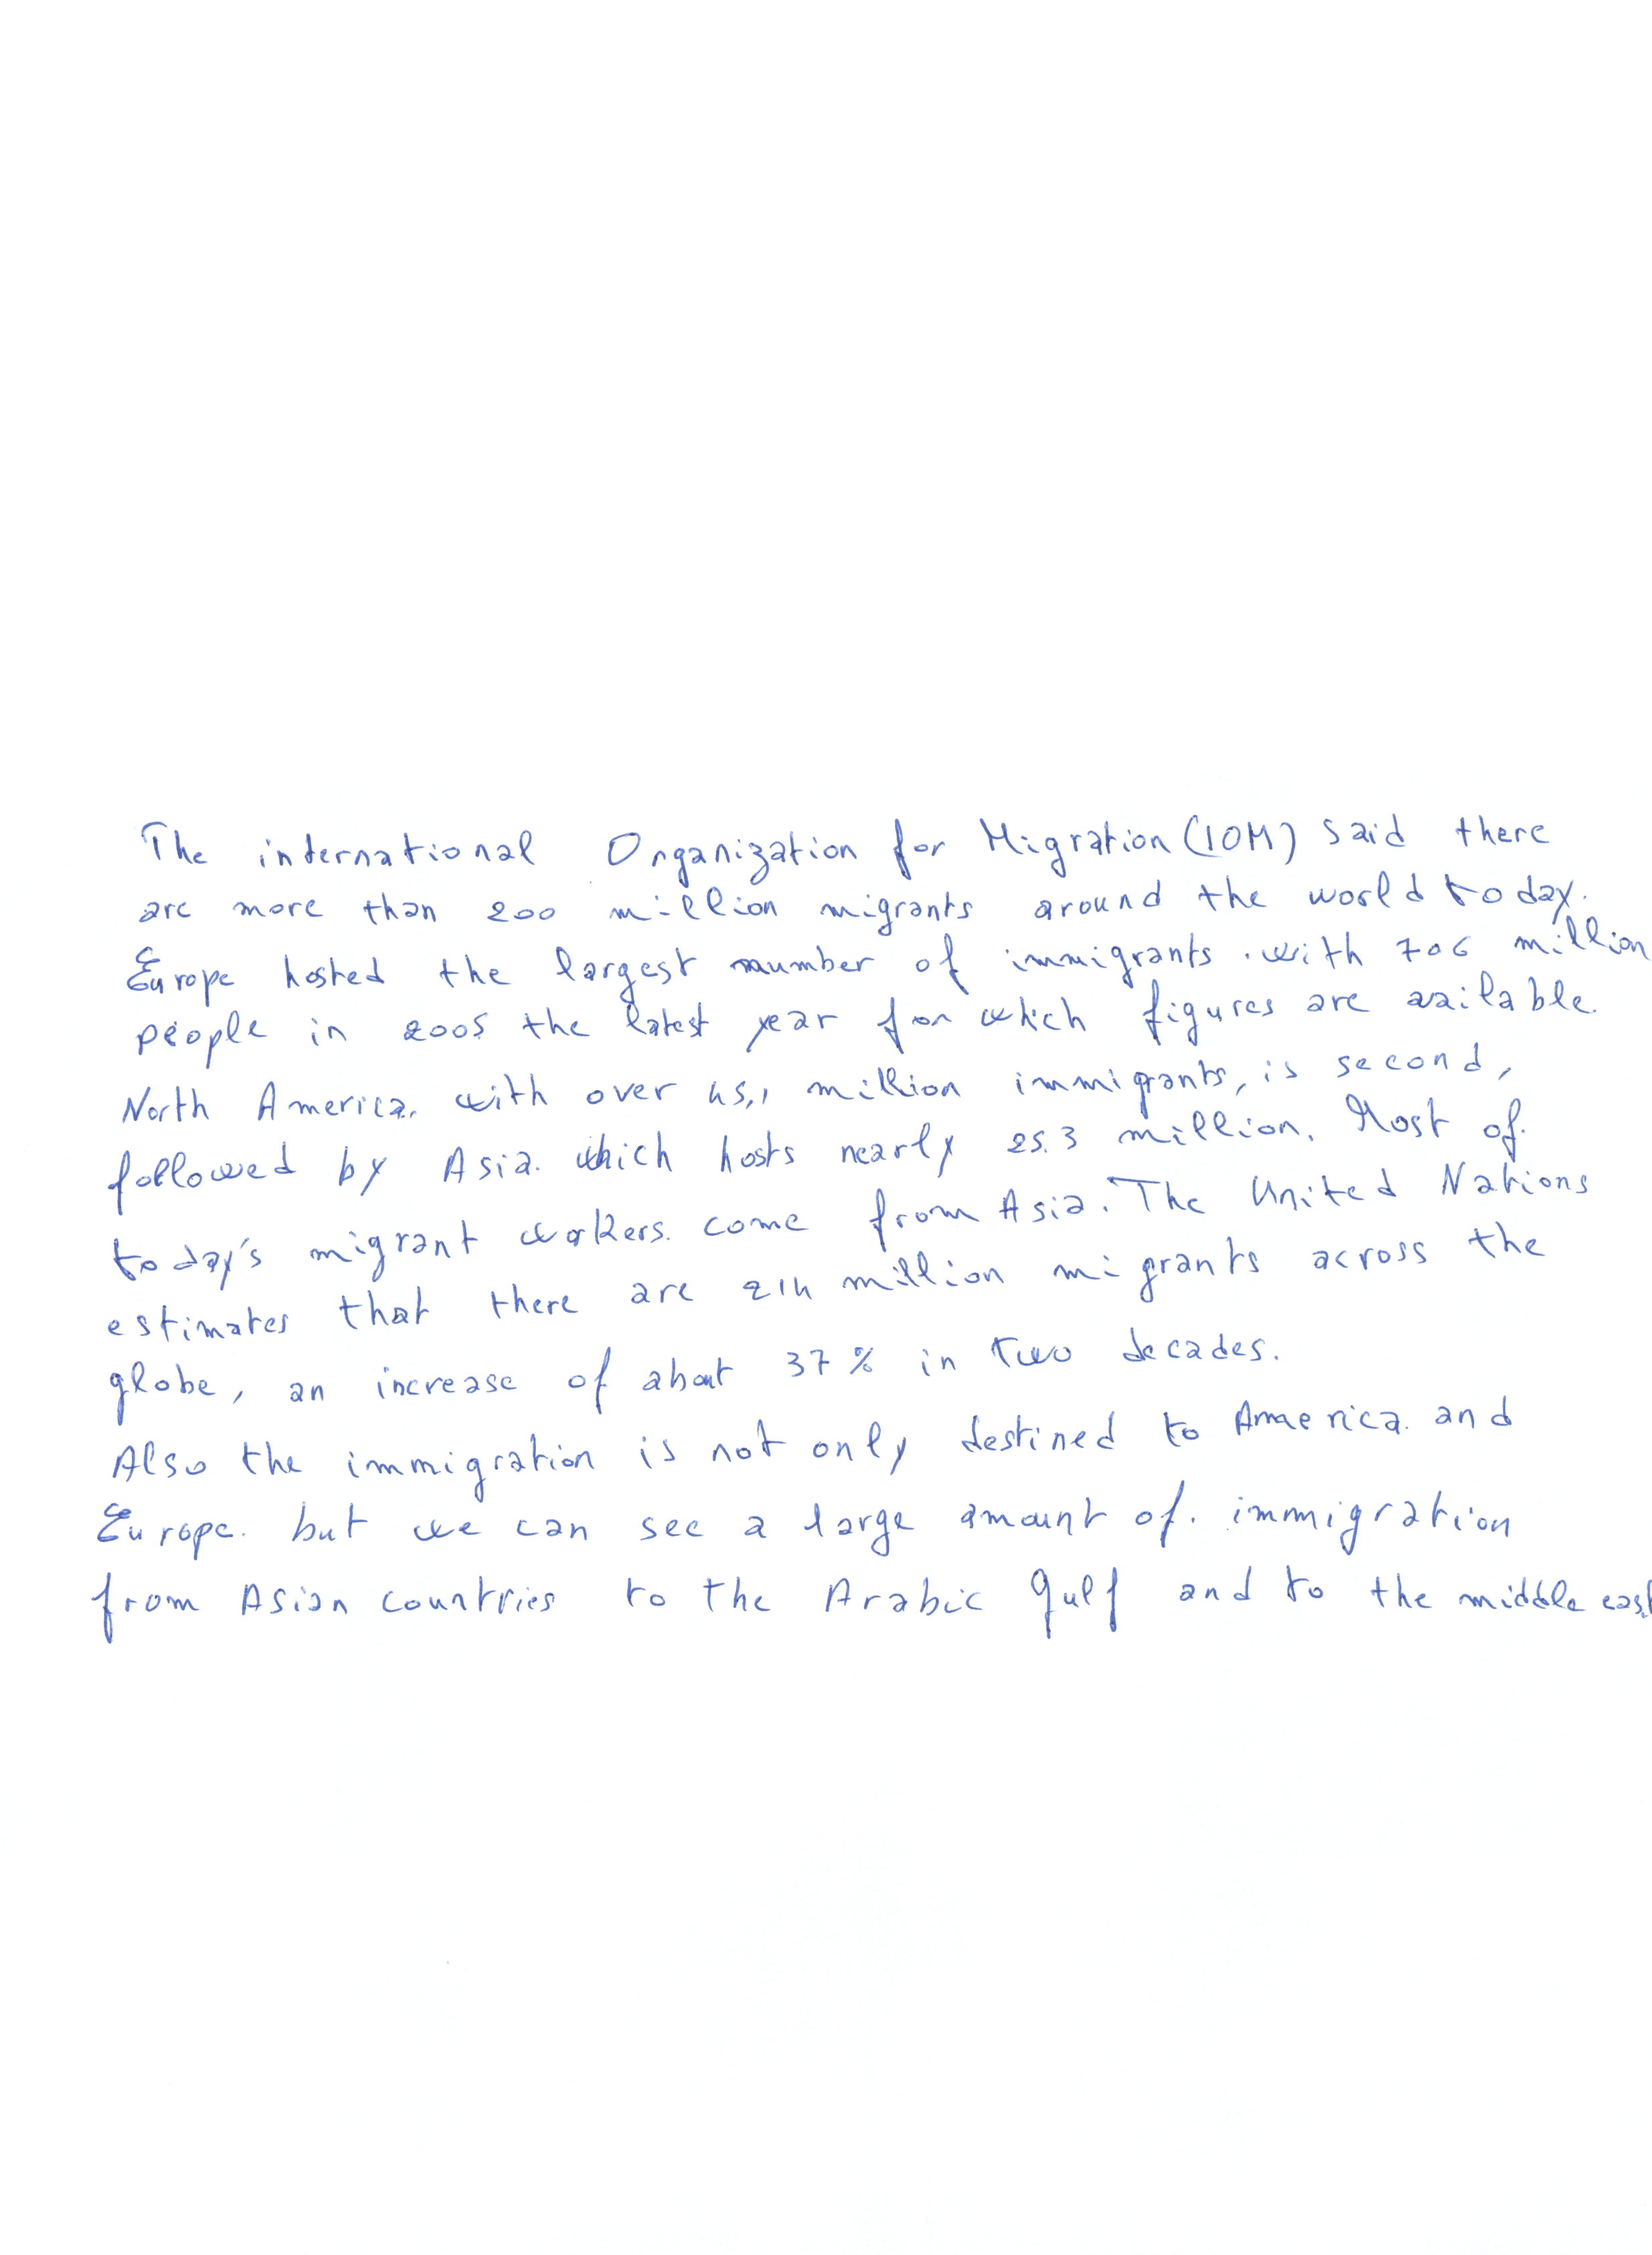 The international Organization for Migration (IOM) said there
are more than 200 million migrants around the world today.
Europe hosted the largest number of immigrants . with 706 million
people in 2005 the latest year for which figures are available.
North America. with over 45,1 million immigrants, is second,
followed by Asia. which hosts nearly 25.3 million. Most of
today's migrant workers. come from Asia. The United Nations
estimates that there are 214 million migrants across the
globe, an increase of about 37 % in two decades.
Also the immigration is not only destined to America. and
Europe. but we can see a large amount of. immigration
from Asian countries to the Arabic gulf and to the middle east